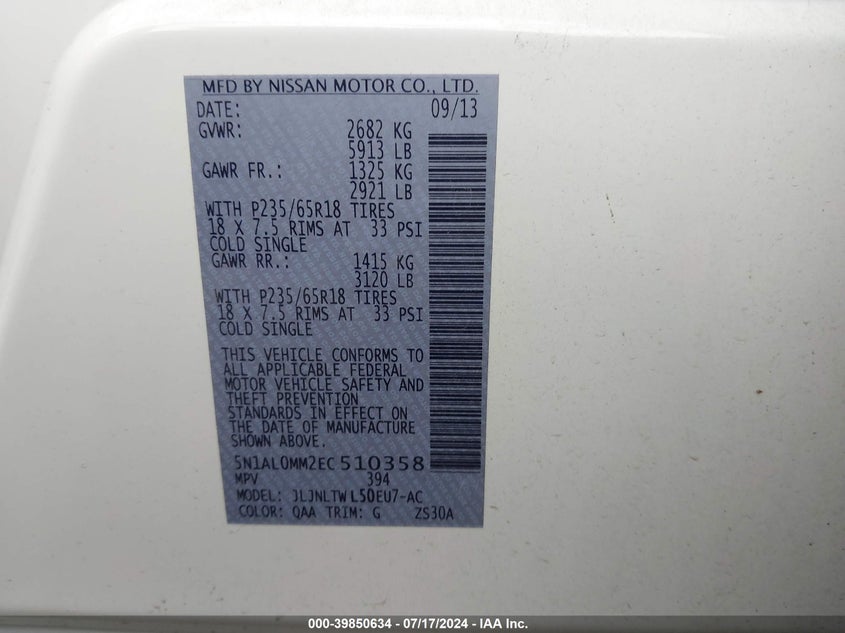 MFD BY NISSAN MOTOR CO., LTD.
DATE: 09/13
GVWR: 2682 KG
5913 LB
GAWR FR.: 1325 KG
2921 LB
WITH P235/65R18 TIRES
18 X 7.5 RIMS AT 33 PSI
COLD SINGLE
GAWR RR.: 1415 KG
3120 LB
WITH P235/65R18 TIRES
18 X 7.5 RIMS AT 33 PSI
COLD SINGLE
THIS VEHICLE CONFORMS TO
ALL APPLICABLE FEDERAL
MOTOR VEHICLE SAFETY AND
THEFT PREVENTION
STANDARDS IN EFFECT ON
THE DATE OF MANUFACTURE
SHOWN ABOVE.
5N1AL0MM2EC510358
MPV 394
MODEL: JLJNLTWL50EU7-AC
COLOR: QAA TRIM: G ZS30A
000-39850634 - 07/17/2024 - IAA Inc.